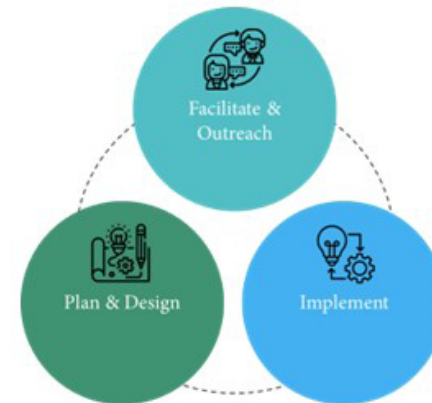 Facilitate &
Outreach
Plan & Design
Implement